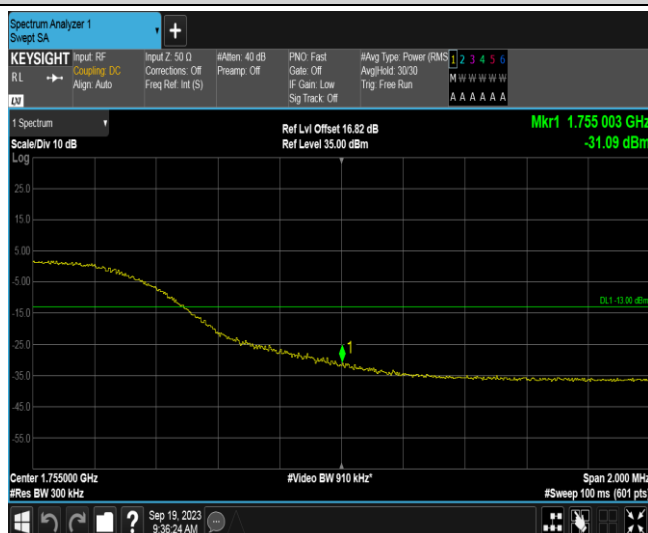 Spectrum Analyzer 1
Swept SA
KEYSIGHT
RL
LXI
Input: RF
Coupling: DC
Align: Auto
Input Z: 50 Ω
Corrections: Off
Freq Ref: Int (S)
#Atten: 40 dB
Preamp: Off
PNO: Fast
Gate: Off
IF Gain: Low
Sig Track: Off
#Avg Type: Power (RMS
Avg|Hold: 30/30
Trig: Free Run
1 2 3 4 5 6
M W W W W W
A A A A A A
1 Spectrum
Scale/Div 10 dB
Ref Lvl Offset 16.82 dB
Ref Level 35.00 dBm
Mkr1 1.755 003 GHz
-31.09 dBm
Log
25.0
15.0
5.00
-5.00
-15.0
DL1 -13.00 dBm
-25.0
1
-35.0
-45.0
-55.0
Center 1.755000 GHz
#Video BW 910 kHz*
Span 2.000 MHz
#Res BW 300 kHz
#Sweep 100 ms (601 pts)
?
Sep 19, 2023
9:36:24 AM